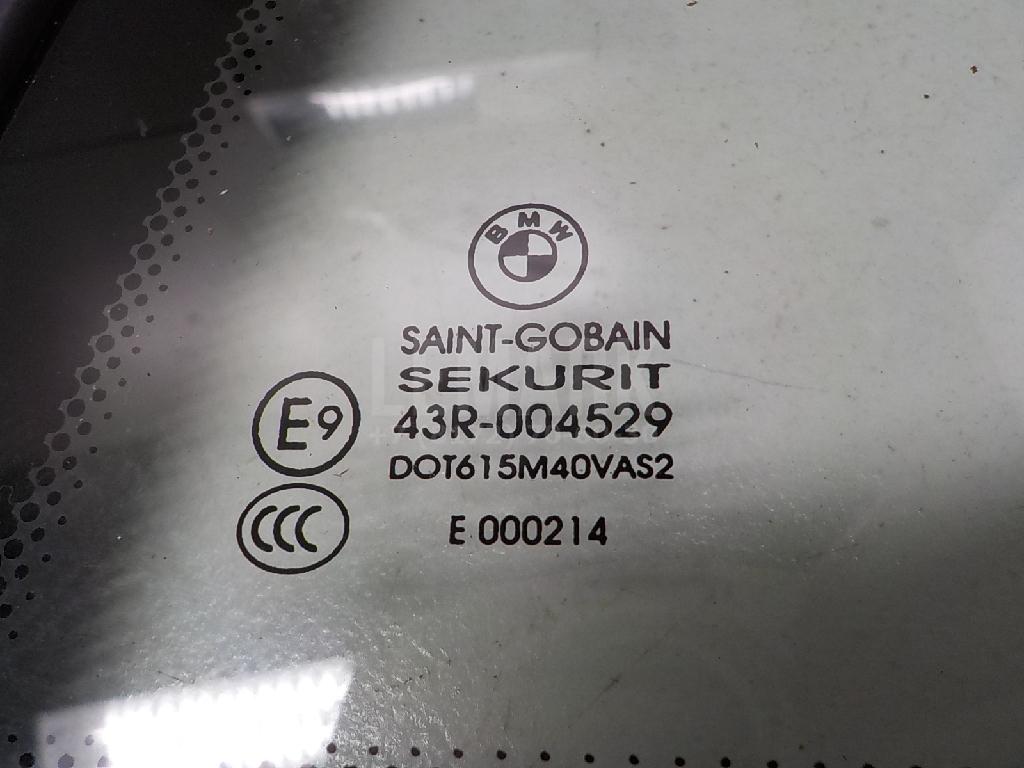 BMW
SAINT-GOBAIN
SEKURIT
E9 43R-004529
DOT615M40VAS2
CCC E 000214